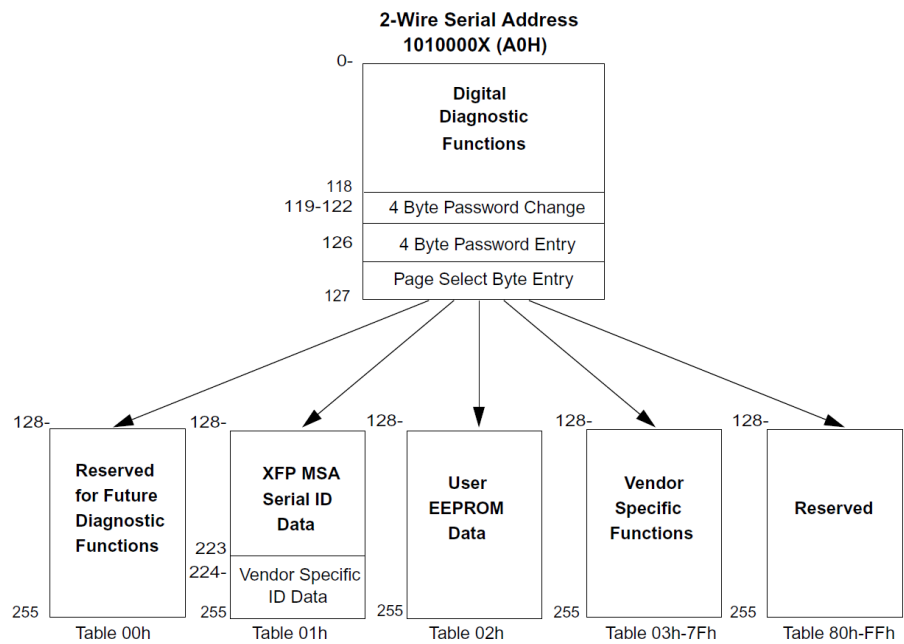 2-Wire Serial Address
1010000X (A0H)
0-
Digital
Diagnostic
Functions
118
119-122
4 Byte Password Change
126
4 Byte Password Entry
Page Select Byte Entry
127
128-
128-
128-
128-
128-
Reserved
for Future
Diagnostic
Functions
255
Table 00h
XFP MSA
Serial ID
Data
223
224-
Vendor Specific
ID Data
255
Table 01h
User
EEPROM
Data
255
Table 02h
Vendor
Specific
Functions
255
Table 03h-7Fh
Reserved
255
Table 80h-FFh